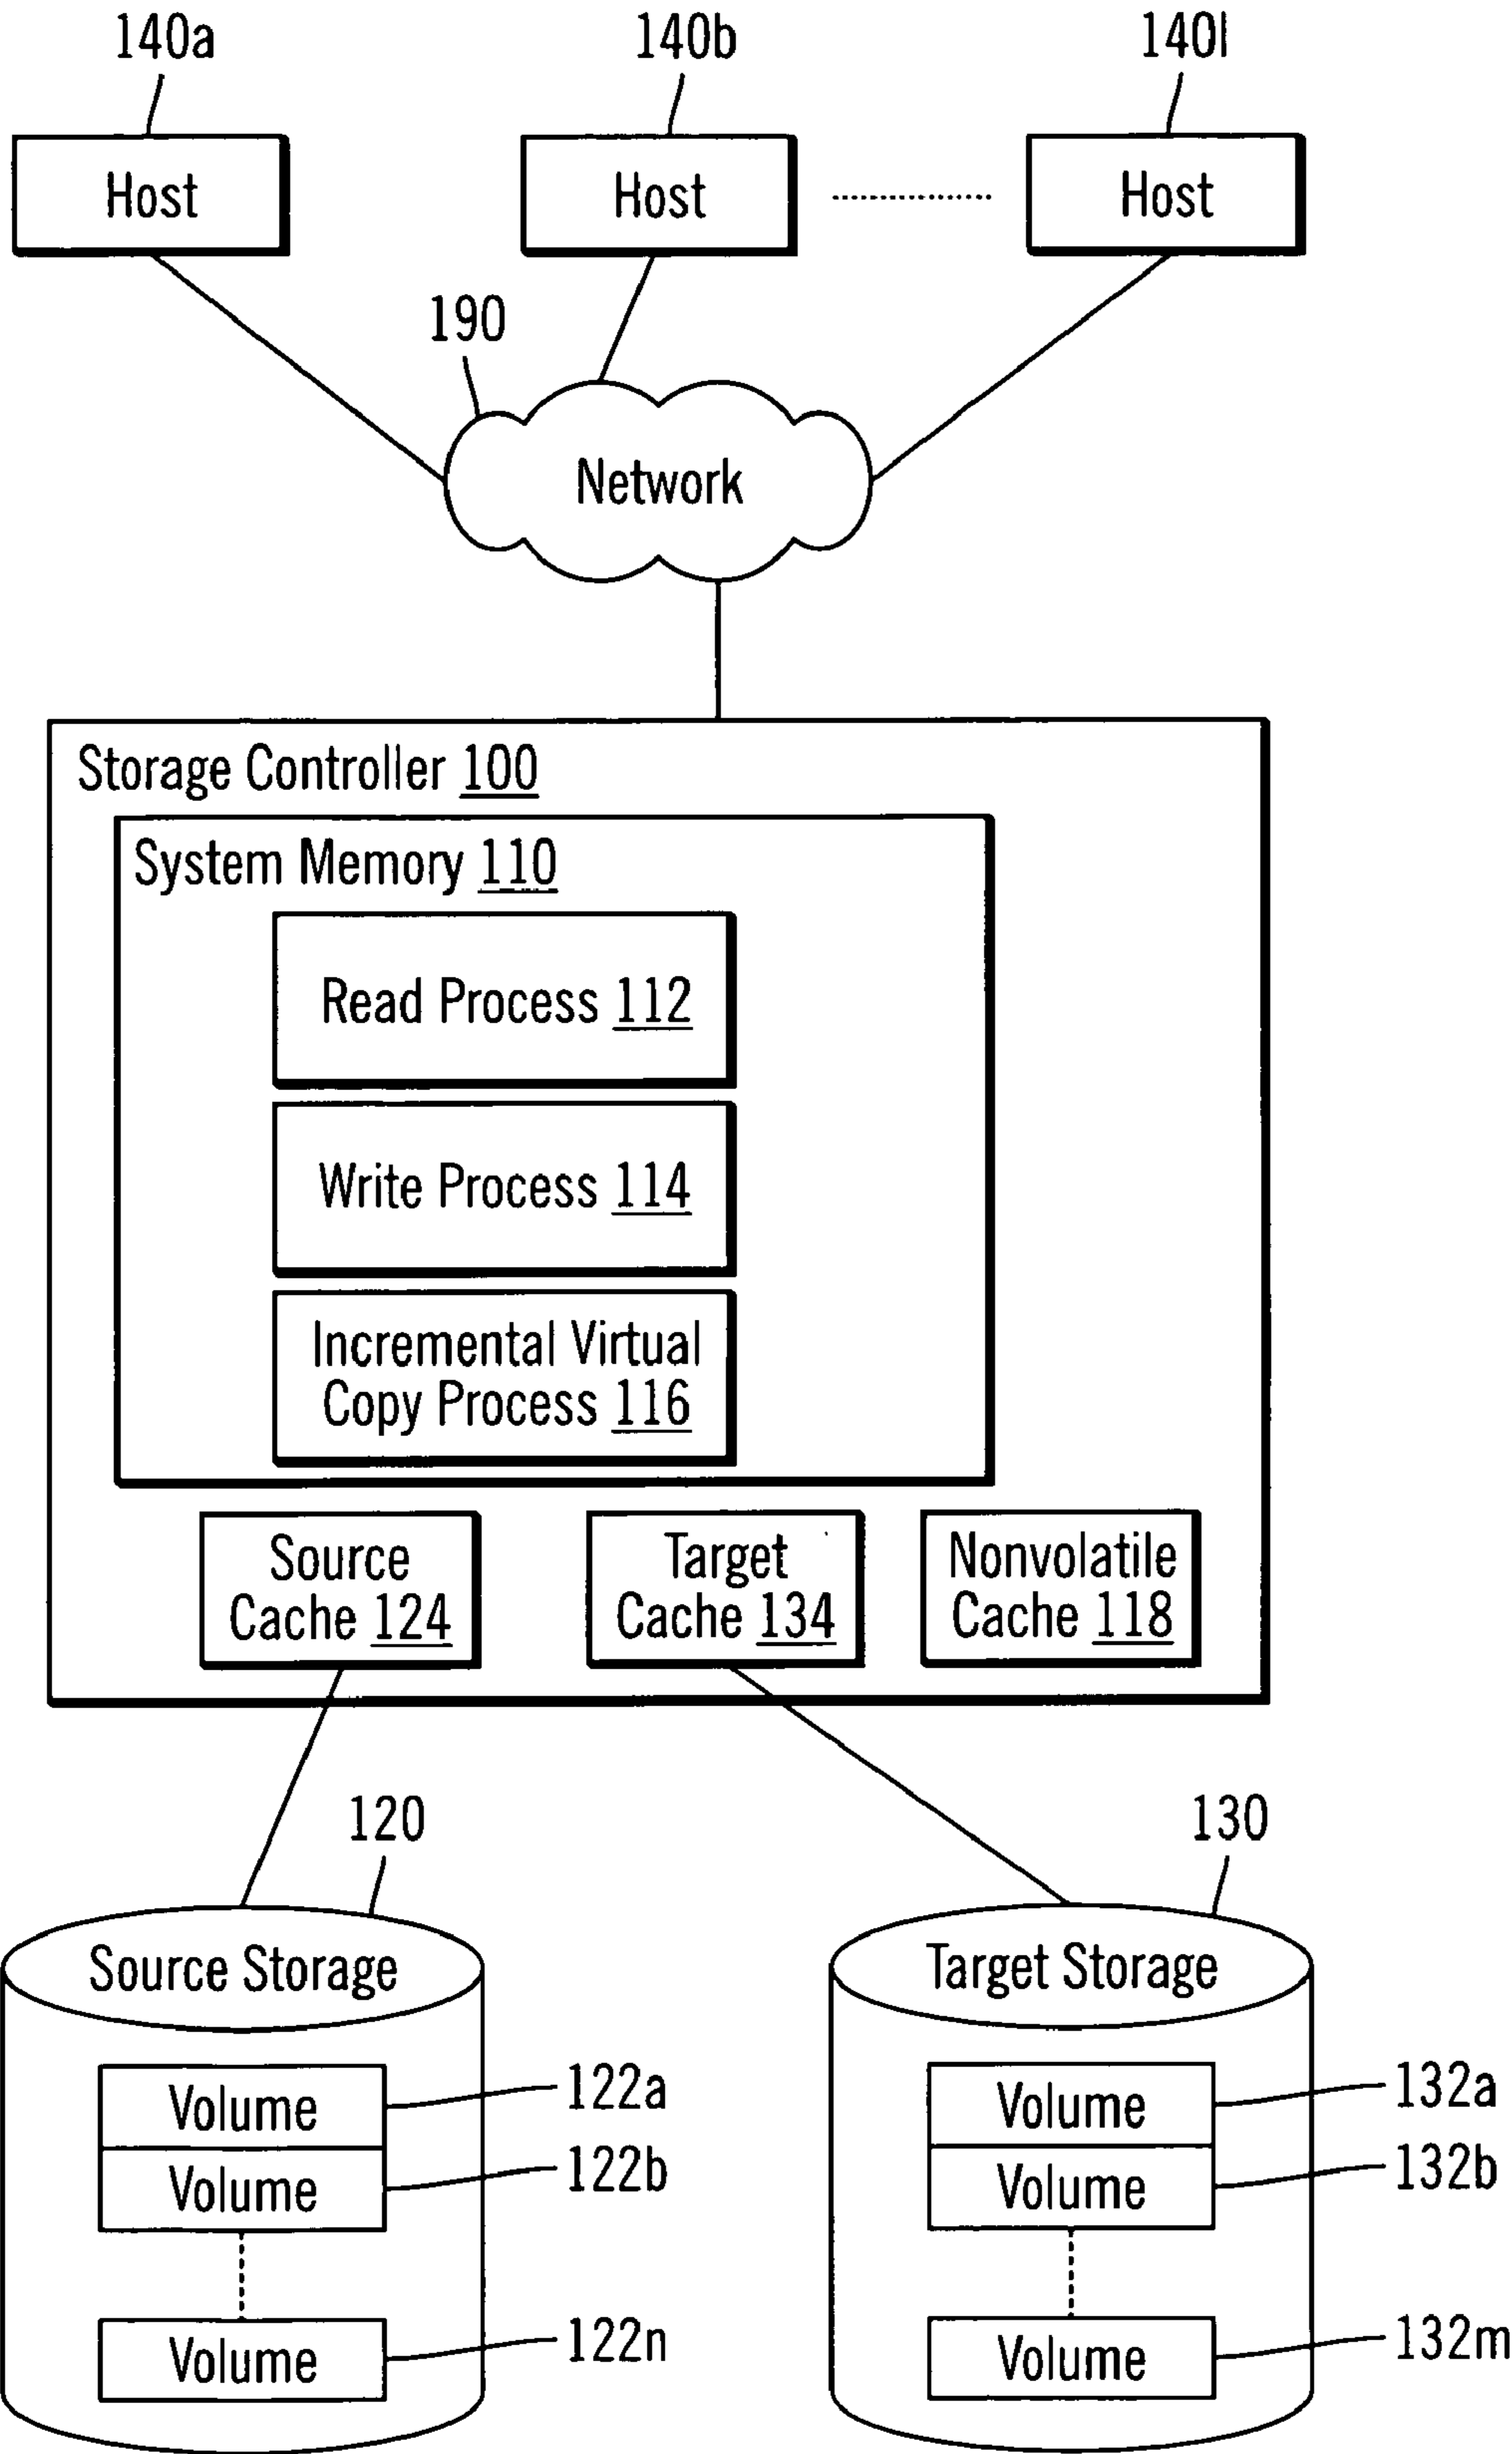 140a
140b
140l
Host
Host
Host
190
Network
Storage Controller 100
System Memory 110
Read Process 112
Write Process 114
Incremental Virtual
Copy Process 116
Source
Cache 124
Target
Cache 134
Nonvolatile
Cache 118
120
130
Source Storage
Target Storage
Volume
122a
Volume
122b
Volume
122n
Volume
132a
Volume
132b
Volume
132m